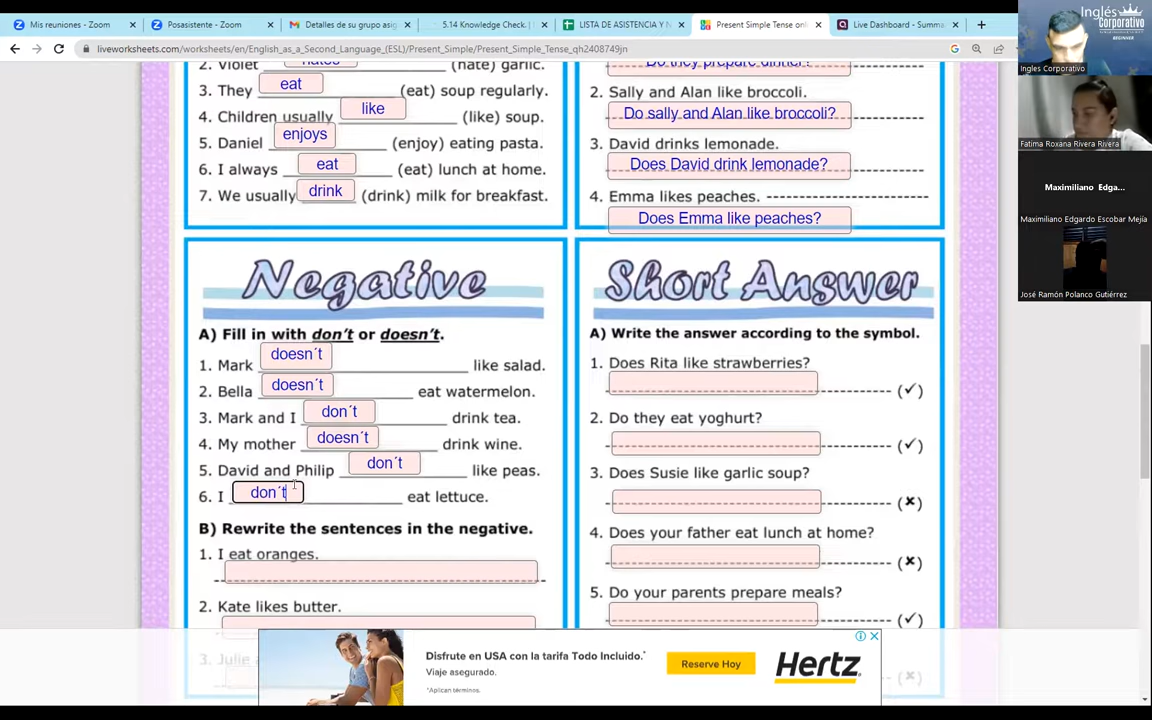 Mis reuniones - Zoom
Posasistente - Zoom
Detalles de su grupo asig
5.14 Knowledge Check.
LISTA DE ASISTENCIA Y N
Present Simple Tense onl
Live Dashboard - Summa
liveworksheets.com/worksheets/en/English_as_a_Second_Language_(ESL)/Present_Simple/Present_Simple_Tense_qh2408749jn
Inglés
Corporativo
BEGINNER
Ingles Corporativo
Fatima Roxana Rivera Rivera
Maximiliano Edga...
Maximiliano Edgardo Escobar Mejía
José Ramón Polanco Gutiérrez
2. Violet hates (hate) garlic.
3. They eat (eat) soup regularly.
4. Children usually like (like) soup.
5. Daniel enjoys (enjoy) eating pasta.
6. I always eat (eat) lunch at home.
7. We usually drink (drink) milk for breakfast.
Do they prepare dinner?
2. Sally and Alan like broccoli.
Do sally and Alan like broccoli?
3. David drinks lemonade.
Does David drink lemonade?
4. Emma likes peaches.
Does Emma like peaches?
Negative
A) Fill in with don't or doesn't.
1. Mark doesn´t like salad.
2. Bella doesn´t eat watermelon.
3. Mark and I don´t drink tea.
4. My mother doesn´t drink wine.
5. David and Philip don´t like peas.
6. I don´t eat lettuce.
B) Rewrite the sentences in the negative.
1. I eat oranges.
2. Kate likes butter.
3. Julie
Short Answer
A) Write the answer according to the symbol.
1. Does Rita like strawberries?
(✓)
2. Do they eat yoghurt?
(✓)
3. Does Susie like garlic soup?
(✗)
4. Does your father eat lunch at home?
(✗)
5. Do your parents prepare meals?
(✓)
(✗)
Disfrute en USA con la tarifa Todo Incluido.*
Viaje asegurado.
*Aplican términos.
Reserve Hoy
Hertz